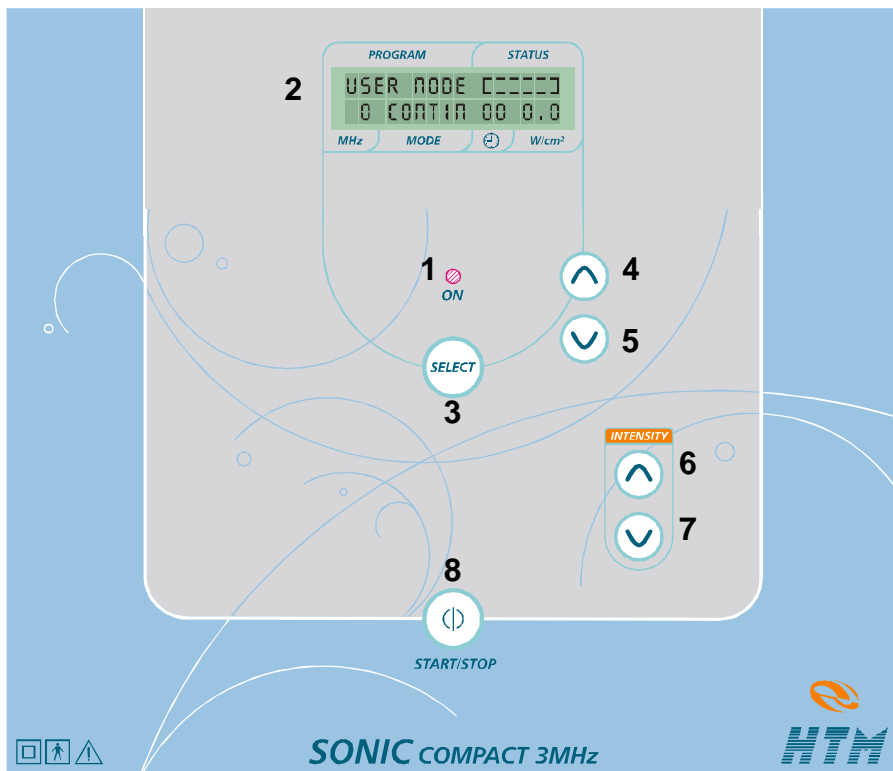 PROGRAM STATUS
2
USER MODE [-----]
0 CONTIN 00 0.0
MHz MODE W/cm²
1
ON
4
5
SELECT
3
INTENSITY
6
7
8
START/STOP
SONIC COMPACT 3MHz
HTM